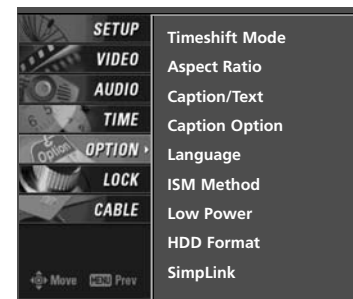 SETUP
VIDEO
AUDIO
TIME
OPTION
LOCK
CABLE
Move MENU Prev
Timeshift Mode
Aspect Ratio
Caption/Text
Caption Option
Language
ISM Method
Low Power
HDD Format
SimpLink